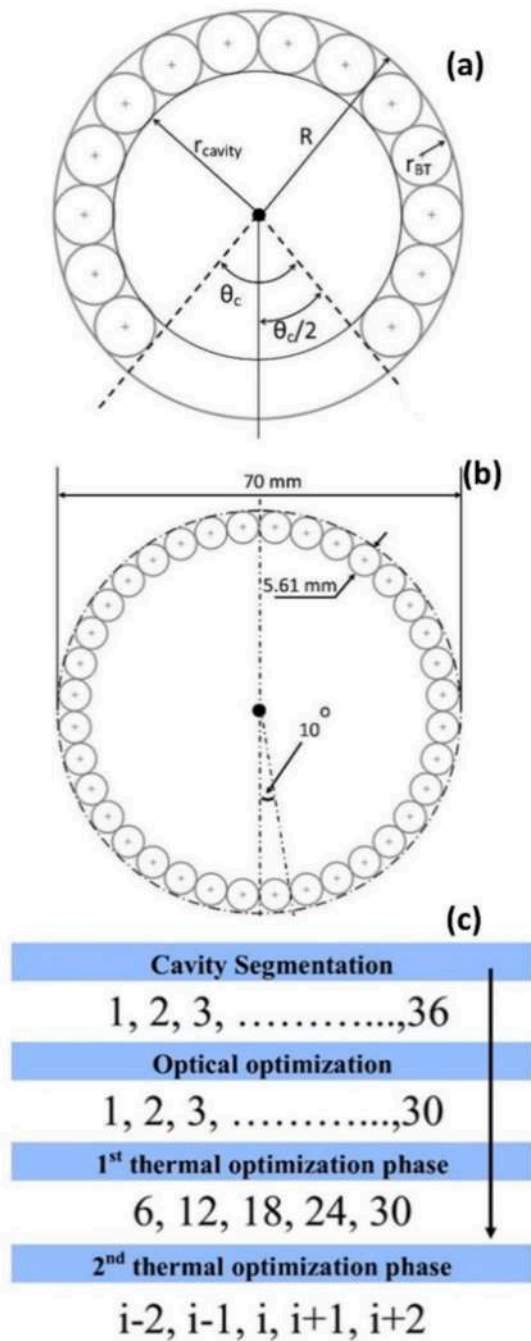 (a)
R
r_cavity
r_BT
θ_c
θ_c/2
(b)
70 mm
5.61 mm
10°
(c)
Cavity Segmentation
1, 2, 3, ................,36
Optical optimization
1, 2, 3, ................,30
1st thermal optimization phase
6, 12, 18, 24, 30
2nd thermal optimization phase
i-2, i-1, i, i+1, i+2